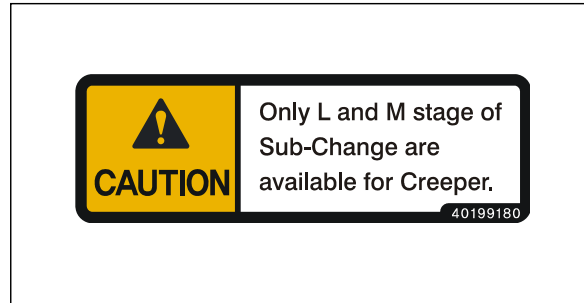 CAUTION
Only L and M stage of
Sub-Change are
available for Creeper.
40199180